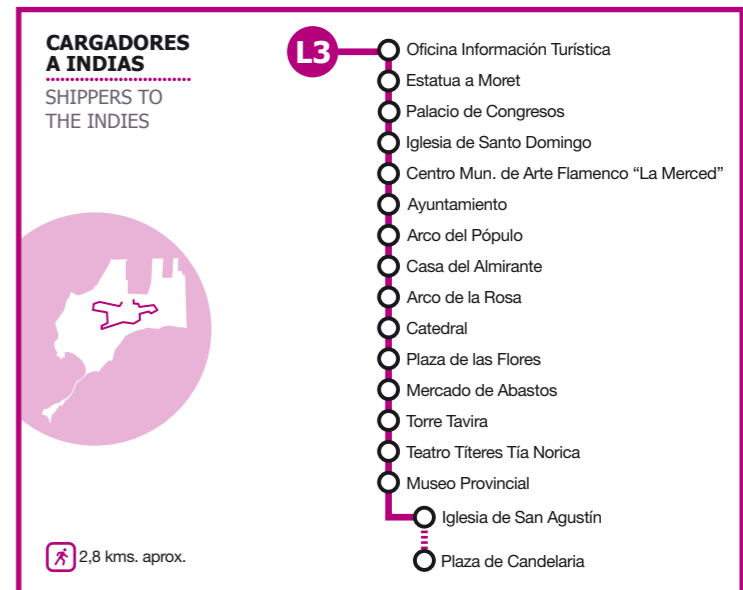 CARGADORES
A INDIAS
SHIPPERS TO
THE INDIES
L3
Oficina Información Turística
Estatua a Moret
Palacio de Congresos
Iglesia de Santo Domingo
Centro Mun. de Arte Flamenco “La Merced”
Ayuntamiento
Arco del Pópulo
Casa del Almirante
Arco de la Rosa
Catedral
Plaza de las Flores
Mercado de Abastos
Torre Tavira
Teatro Títeres Tía Norica
Museo Provincial
Iglesia de San Agustín
Plaza de Candelaria
2,8 kms. aprox.